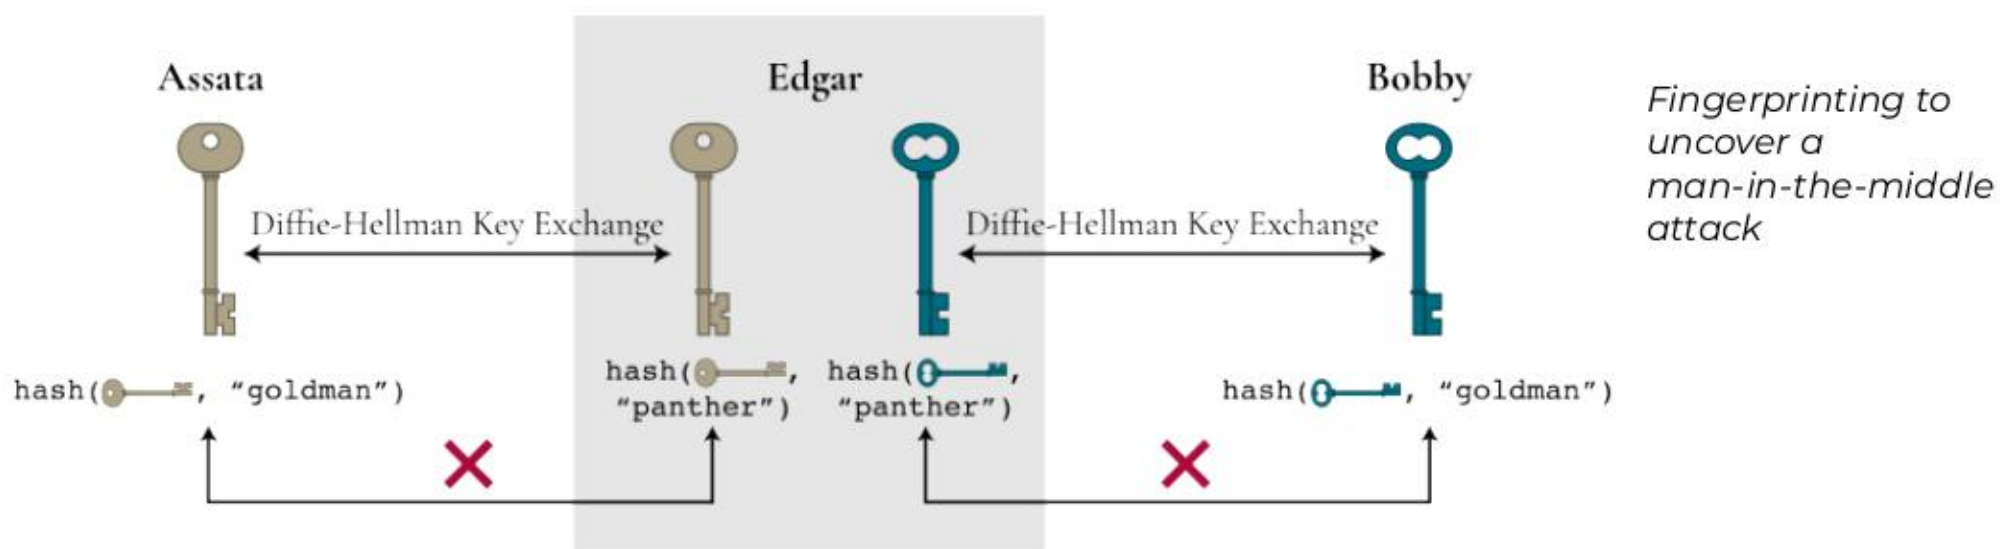 Assata
Edgar
Bobby
Fingerprinting to
uncover a
man-in-the-middle
attack
Diffie-Hellman Key Exchange
Diffie-Hellman Key Exchange
hash( , “goldman”)
hash( ,
“panther”)
hash( ,
“panther”)
hash( , “goldman”)